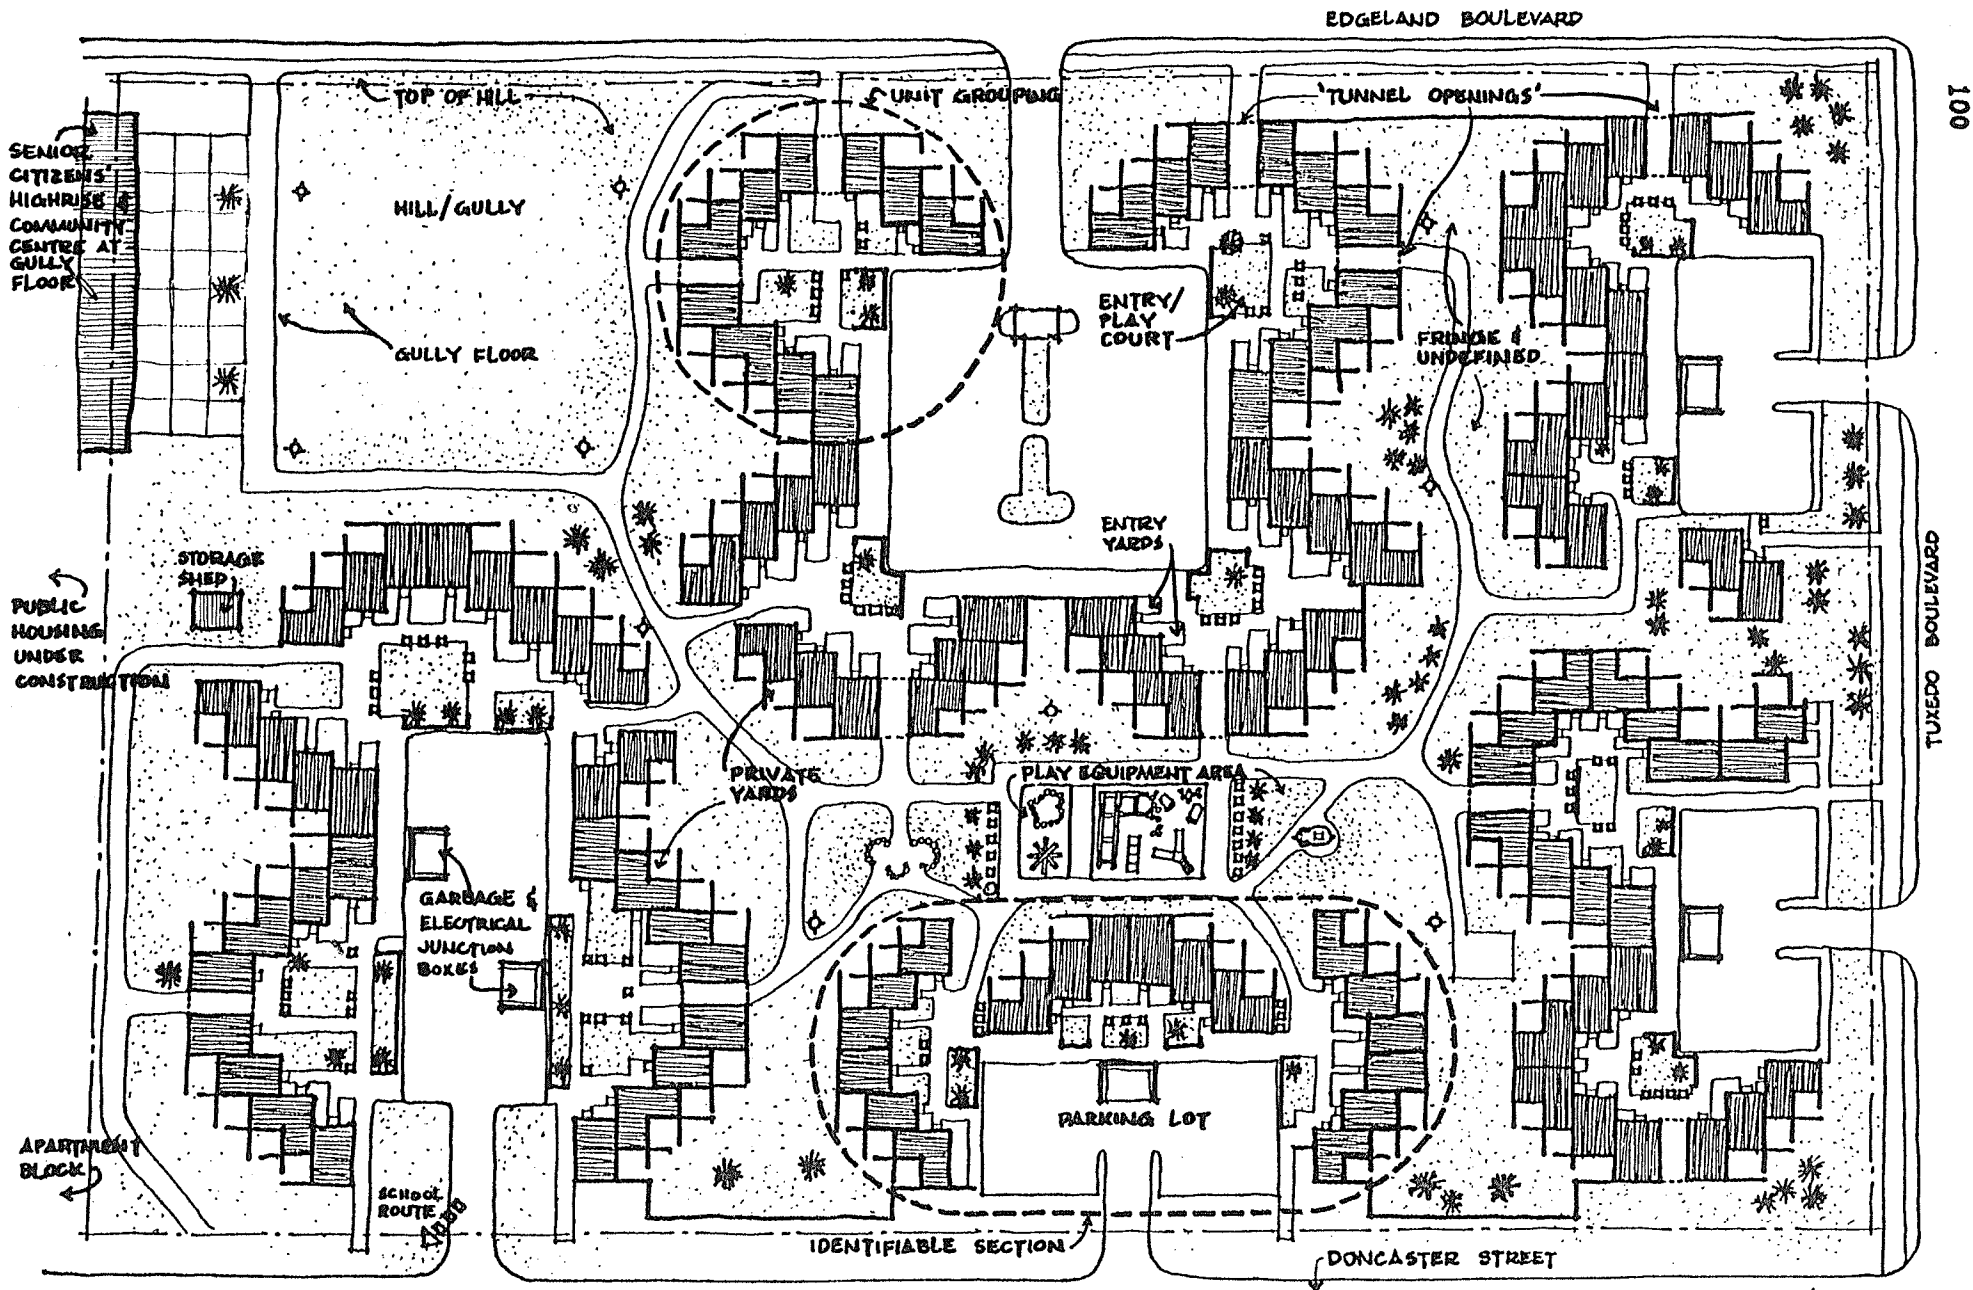 EDGELAND BOULEVARD
100
TOP OF HILL
UNIT GROUPING
'TUNNEL OPENINGS'
SENIOR
CITIZENS'
HIGHRISE &
COMMUNITY
CENTRE AT
GULLY
FLOOR
HILL/GULLY
GULLY FLOOR
ENTRY/
PLAY
COURT
FRINGE &
UNDEFINED
ENTRY
YARDS
STORAGE
SHED
PUBLIC
HOUSING
UNDER
CONSTRUCTION
TUXEDO BOULEVARD
PRIVATE
YARDS
PLAY EQUIPMENT AREA
GARBAGE &
ELECTRICAL
JUNCTION
BOXES
PARKING LOT
APARTMENT
BLOCK
SCHOOL
ROUTE
IDENTIFIABLE SECTION
DONCASTER STREET